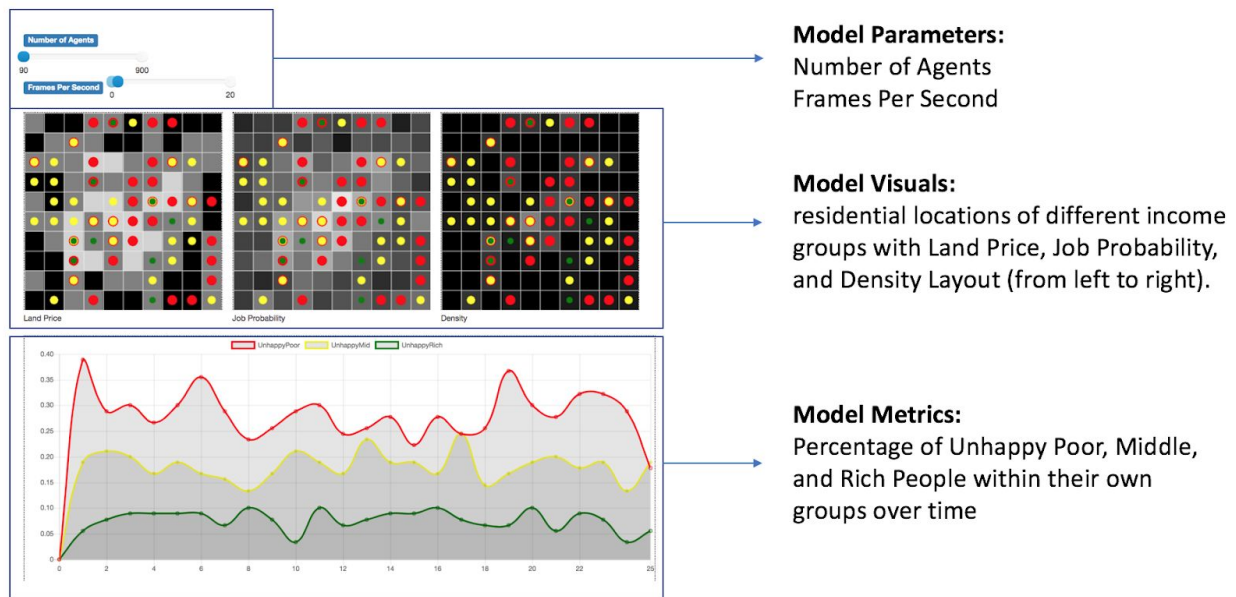 Number of Agents
90 900
Frames Per Second
0 20
Model Parameters:
Number of Agents
Frames Per Second
Land Price Job Probability Density
Model Visuals:
residential locations of different income
groups with Land Price, Job Probability,
and Density Layout (from left to right).
UnhappyPoor UnhappyMid UnhappyRich
0.40
0.35
0.30
0.25
0.20
0.15
0.10
0.05
0
0 2 4 6 8 10 12 14 16 18 20 22 24 25
Model Metrics:
Percentage of Unhappy Poor, Middle,
and Rich People within their own
groups over time